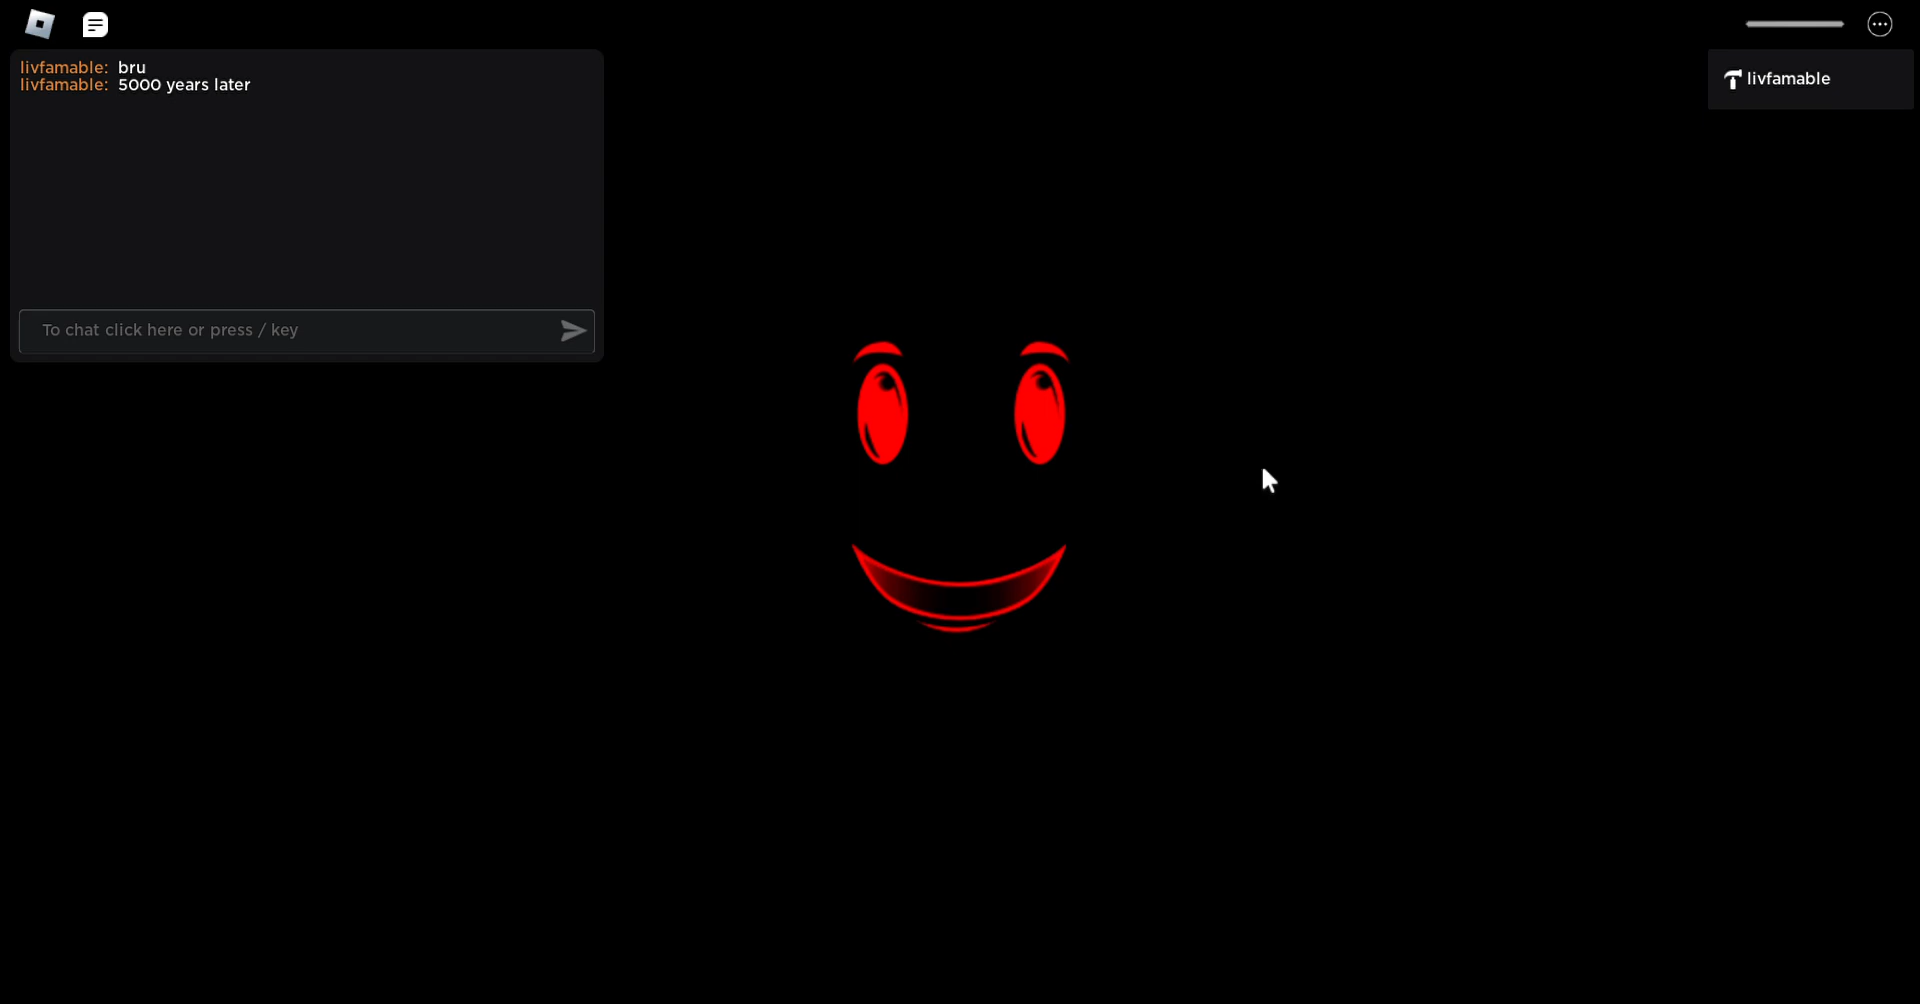 livfamable: bru
livfamable: 5000 years later
livfamable
To chat click here or press / key